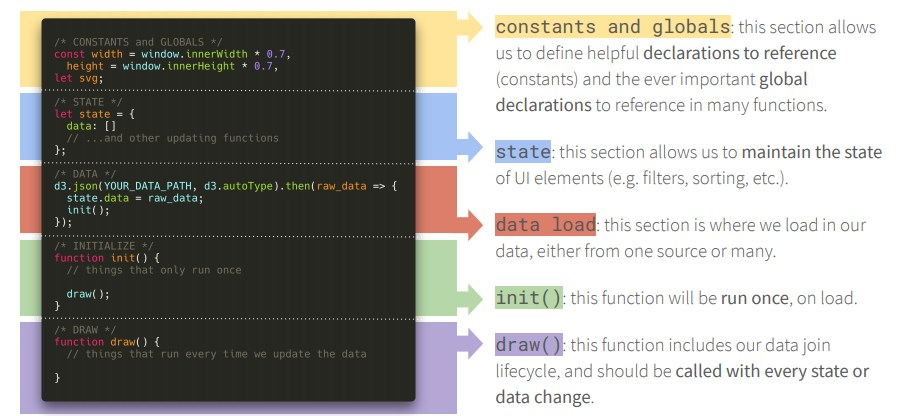 /* CONSTANTS and GLOBALS */
const width = window.innerWidth * 0.7,
  height = window.innerHeight * 0.7,
let svg;
/* STATE */
let state = {
  data: []
  // ...and other updating functions
};
/* DATA */
d3.json(YOUR_DATA_PATH, d3.autoType).then(raw_data => {
  state.data = raw_data;
  init();
});
/* INITIALIZE */
function init() {
  // things that only run once
  draw();
}
/* DRAW */
function draw() {
  // things that run every time we update the data
}
constants and globals: this section allows
us to define helpful declarations to reference
(constants) and the ever important global
declarations to reference in many functions.
state: this section allows us to maintain the state
of UI elements (e.g. filters, sorting, etc.).
data load: this section is where we load in our
data, either from one source or many.
init(): this function will be run once, on load.
draw(): this function includes our data join
lifecycle, and should be called with every state or
data change.